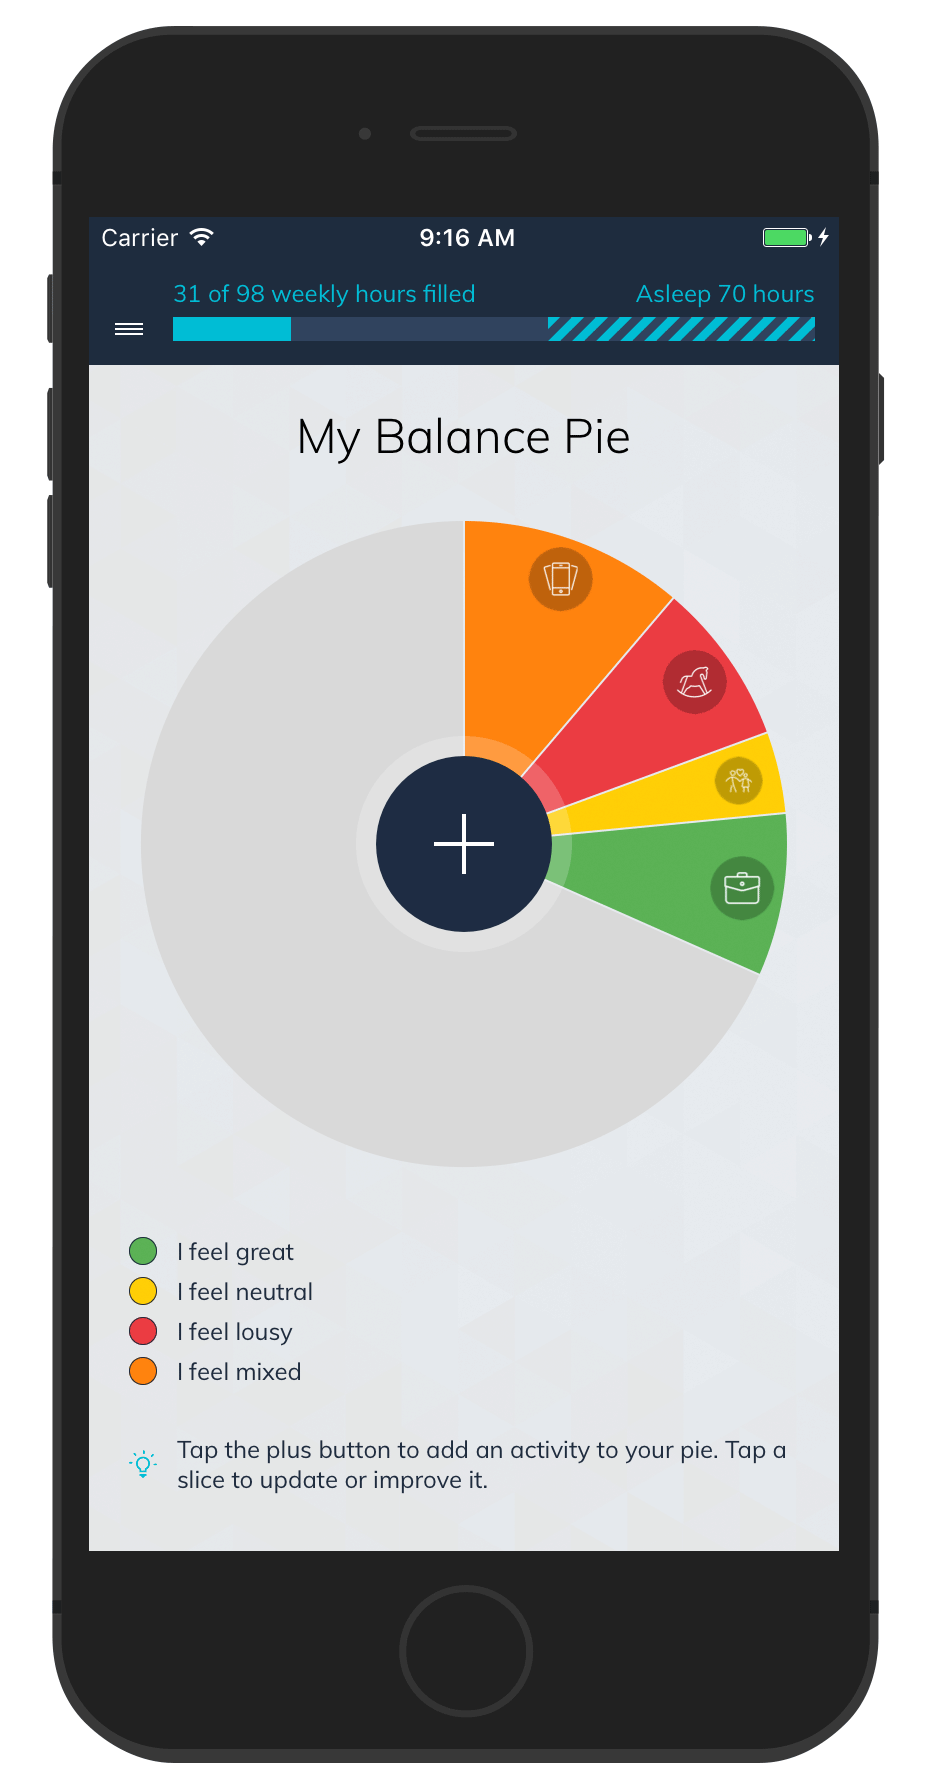 Carrier 9:16 AM
31 of 98 weekly hours filled Asleep 70 hours
My Balance Pie
I feel great
I feel neutral
I feel lousy
I feel mixed
Tap the plus button to add an activity to your pie. Tap a
slice to update or improve it.